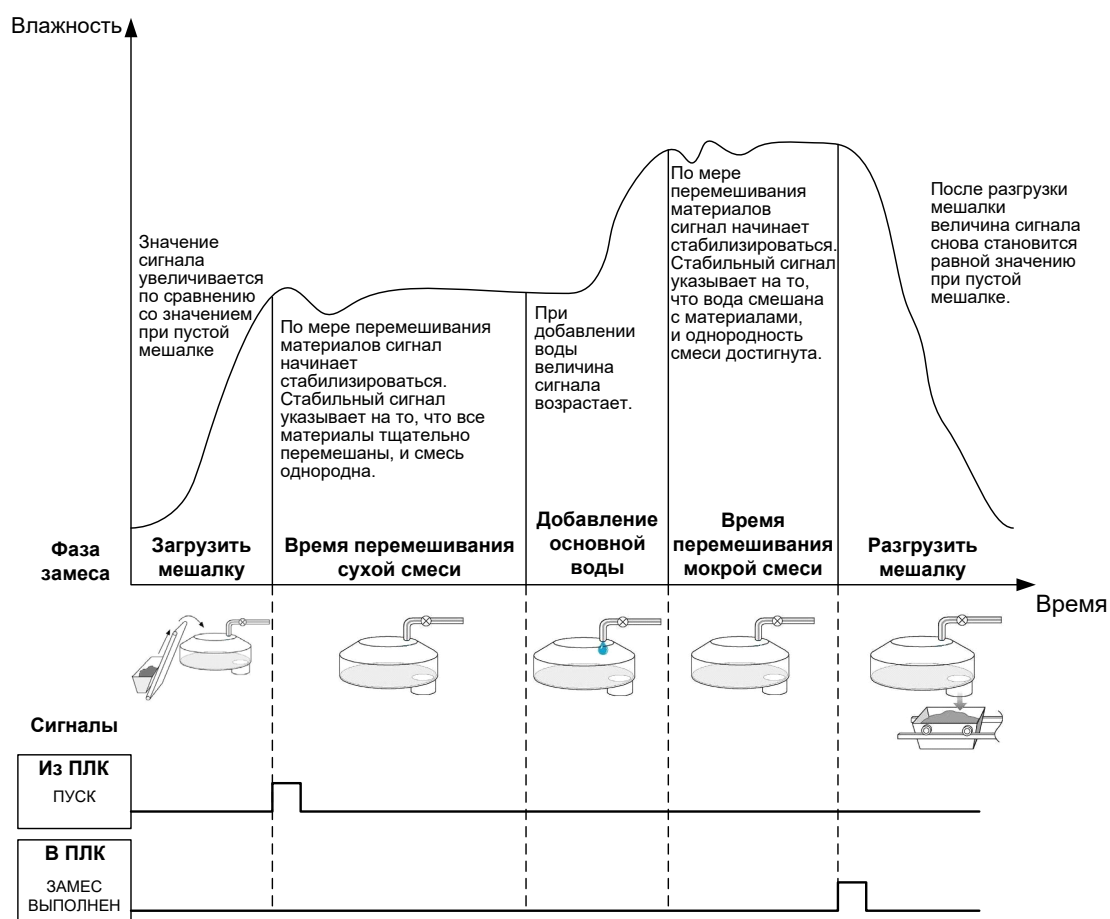 Влажность
Значение
сигнала
увеличивается
по сравнению
со значением
при пустой
мешалке
По мере перемешивания
материалов сигнал
начинает
стабилизироваться.
Стабильный сигнал
указывает на то, что все
материалы тщательно
перемешаны, и смесь
однородна.
При
добавлении
воды
величина
сигнала
возрастает.
По мере
перемешивания
материалов
сигнал начинает
стабилизироваться.
Стабильный сигнал
указывает на то,
что вода смешана
с материалами,
и однородность
смеси достигнута.
После разгрузки
мешалки
величина сигнала
снова становится
равной значению
при пустой
мешалке.
Фаза
замеса
Загрузить
мешалку
Время перемешивания
сухой смеси
Добавление
основной
воды
Время
перемешивания
мокрой смеси
Разгрузить
мешалку
Время
Сигналы
Из ПЛК
ПУСК
В ПЛК
ЗАМЕС
ВЫПОЛНЕН